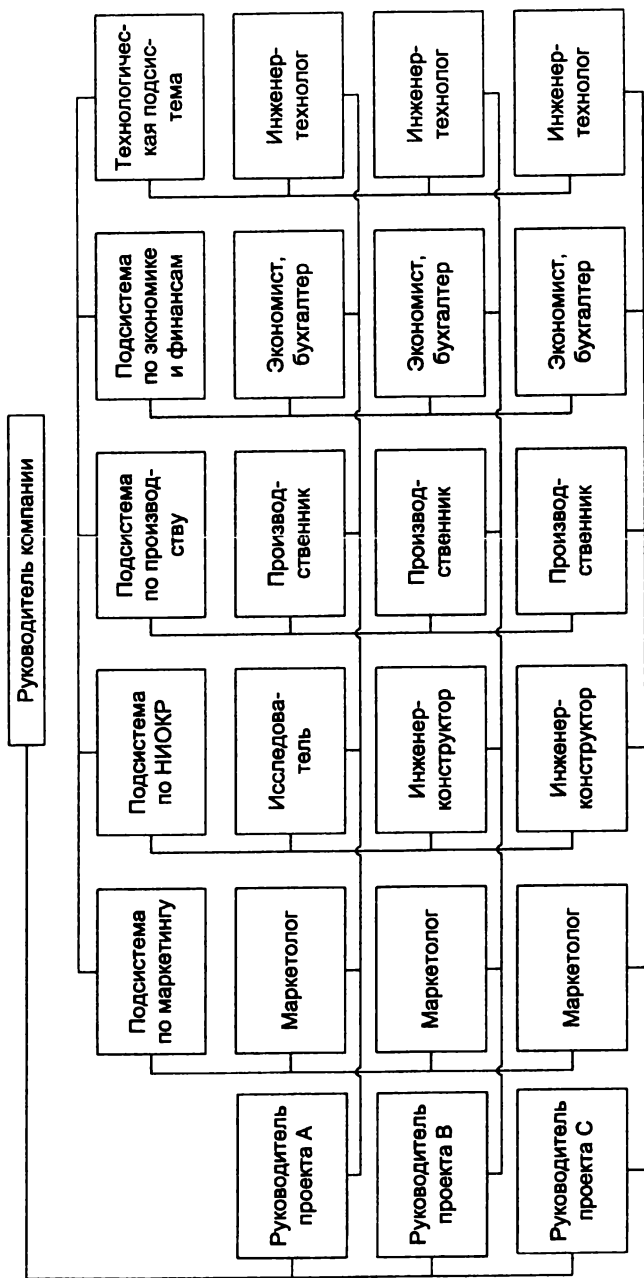 Руководитель компании
Подсистема
по маркетингу
Подсистема
по НИОКР
Подсистема
по производ-
ству
Подсистема
по экономике
и финансам
Технологичес-
кая подсис-
тема
Руководитель
проекта А
Маркетолог
Исследова-
тель
Производ-
ственник
Экономист,
бухгалтер
Инженер-
технолог
Руководитель
проекта В
Маркетолог
Инженер-
конструктор
Производ-
ственник
Экономист,
бухгалтер
Инженер-
технолог
Руководитель
проекта С
Маркетолог
Инженер-
конструктор
Производ-
ственник
Экономист,
бухгалтер
Инженер-
технолог